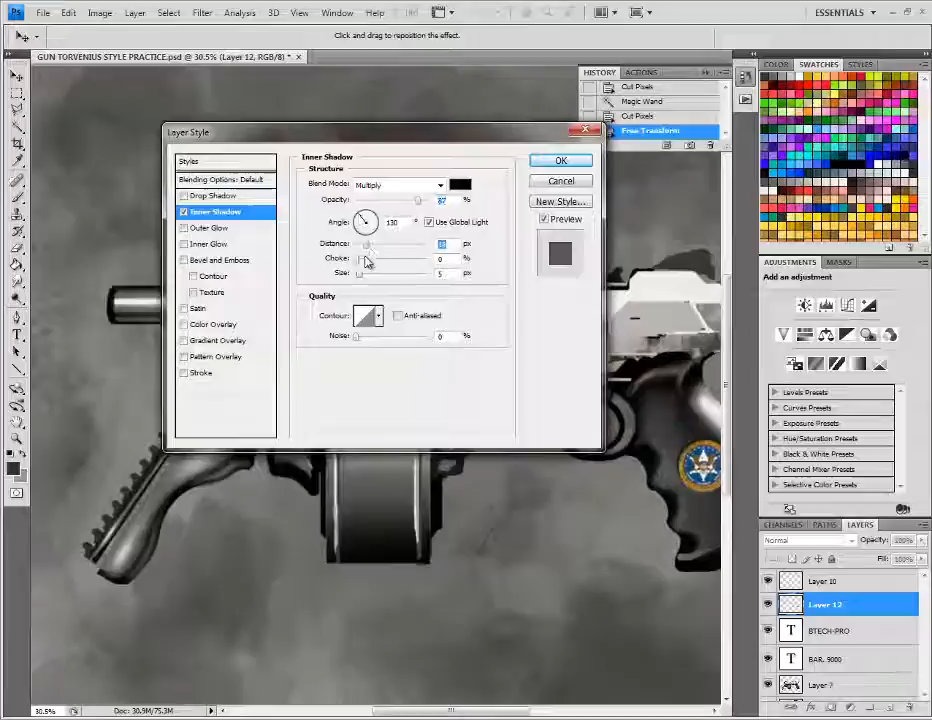 Ps File Edit Image Layer Select Filter Analysis 3D View Window Help ESSENTIALS
Click and drag to reposition the effect.
GUN TORVENIUS STYLE PRACTICE.psd @ 30.5% (Layer 12, RGB/8) *
HISTORY ACTIONS
Cut Pixels
Magic Wand
Cut Pixels
Free Transform
COLOR SWATCHES STYLES
Layer Style
Styles
Blending Options: Default
Drop Shadow
Inner Shadow
Outer Glow
Inner Glow
Bevel and Emboss
Contour
Texture
Satin
Color Overlay
Gradient Overlay
Pattern Overlay
Stroke
Inner Shadow
Structure
Blend Mode: Multiply
Opacity: %
Angle: 130 ° Use Global Light
Distance: px
Choke: 0 %
Size: 5 px
Quality
Contour: Anti-aliased
Noise: 0 %
OK
Cancel
New Style...
Preview
ADJUSTMENTS MASKS
Add an adjustment
Levels Presets
Curves Presets
Exposure Presets
Hue/Saturation Presets
Black & White Presets
Channel Mixer Presets
Selective Color Presets
CHANNELS PATHS LAYERS
Normal Opacity: 100%
Fill: 100%
Layer 10
Layer 12
T BTECH-PRO
T BAR. 9000
Layer 7
30.5% Doc: 30.9M/75.3M